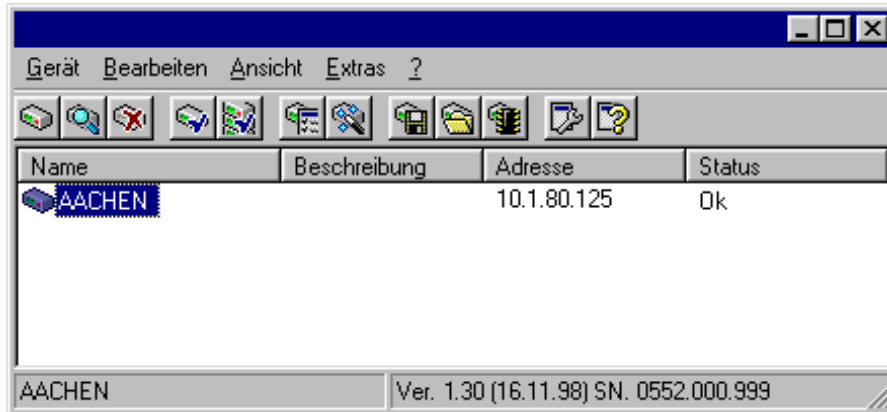 Gerät Bearbeiten Ansicht Extras ?
Name Beschreibung Adresse Status
AACHEN 10.1.80.125 Ok
AACHEN Ver. 1.30 (16.11.98) SN. 0552.000.999